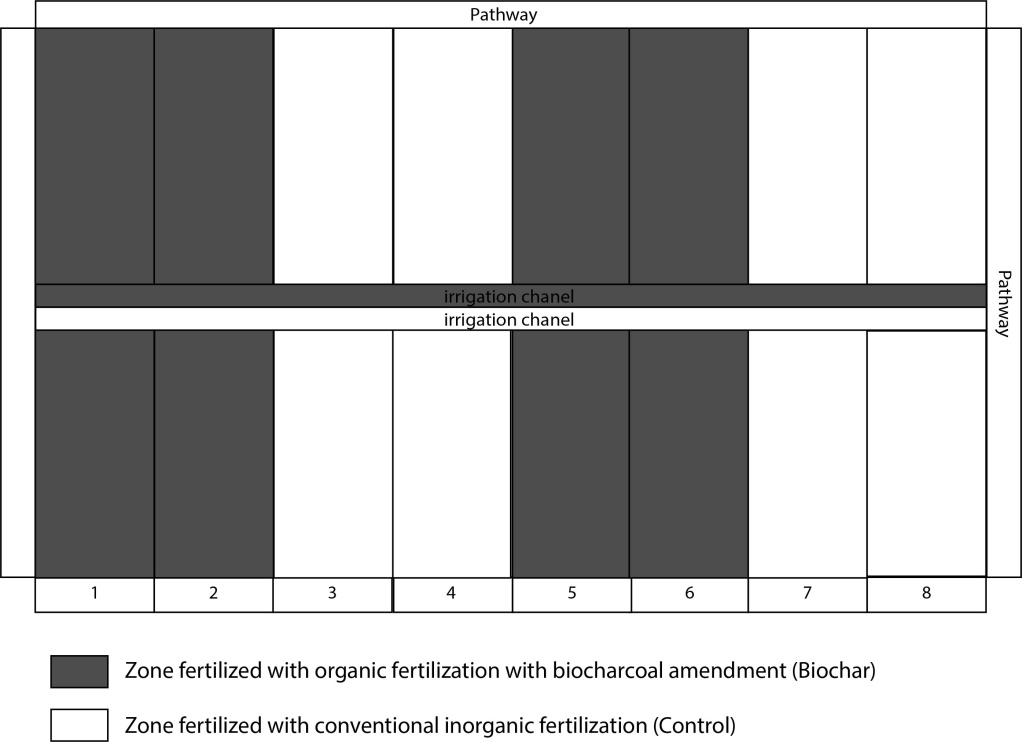 Pathway
irrigation chanel
irrigation chanel
Pathway
1 2 3 4 5 6 7 8
Zone fertilized with organic fertilization with biocharcoal amendment (Biochar)
Zone fertilized with conventional inorganic fertilization (Control)